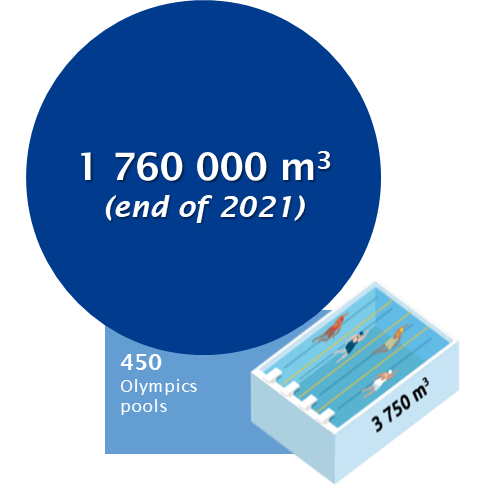 1 760 000 m³
(end of 2021)
450
Olympics
pools
3 750 m³